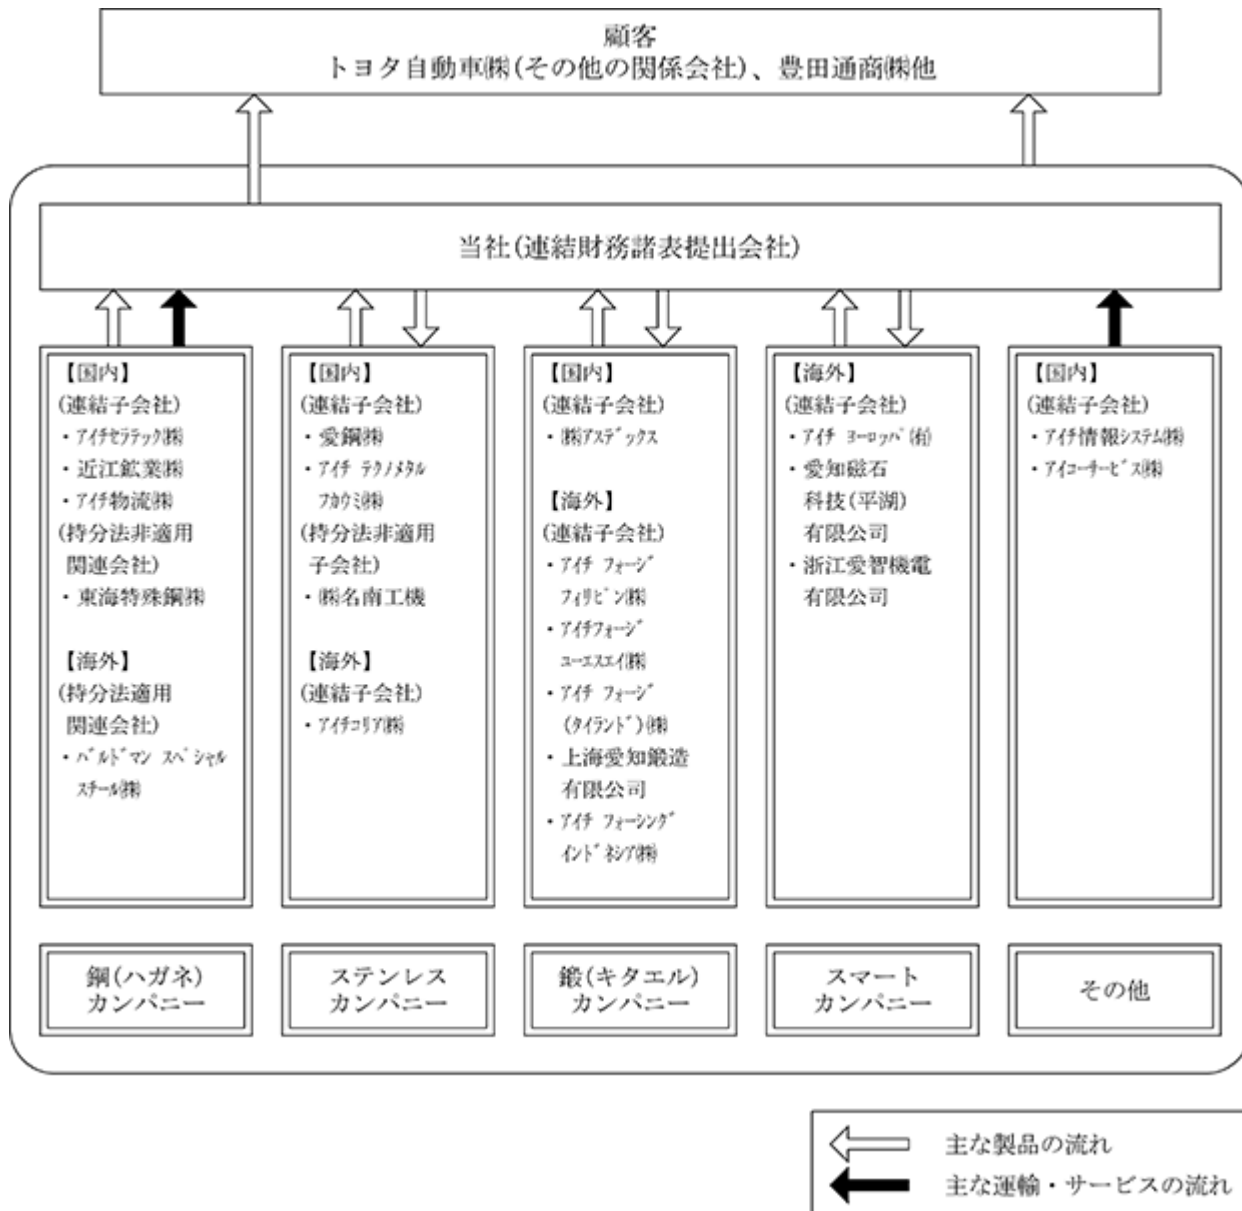 顧客
トヨタ自動車㈱(その他の関係会社)、豊田通商㈱他
当社(連結財務諸表提出会社)
【国内】
(連結子会社)
・ｱｲﾁｾﾗﾃｯｸ㈱
・近江鉱業㈱
・ｱｲﾁ物流㈱
(持分法非適用
関連会社)
・東海特殊鋼㈱
【海外】
(持分法適用
関連会社)
・ﾊﾞﾙﾄﾞﾏﾝ ｽﾍﾟｼｬﾙ
ｽﾁｰﾙ㈱
鋼(ハガネ)
カンパニー
【国内】
(連結子会社)
・愛鋼㈱
・ｱｲﾁ ﾃｸﾉﾒﾀﾙ
ﾌｶｳﾐ㈱
(持分法非適用
子会社)
・㈱名南工機
【海外】
(連結子会社)
・ｱｲﾁｺﾘｱ㈱
ステンレス
カンパニー
【国内】
(連結子会社)
・㈱ｱｽﾃﾞｯｸｽ
【海外】
(連結子会社)
・ｱｲﾁ ﾌｫｰｼﾞ
ﾌｨﾘﾋﾟﾝ㈱
・ｱｲﾁﾌｫｰｼﾞ
ﾕｰｴｽｴｲ㈱
・ｱｲﾁ ﾌｫｰｼﾞ
(ﾀｲﾗﾝﾄﾞ)㈱
・上海愛知鍛造
有限公司
・ｱｲﾁ ﾌｫｰｼﾞﾝｸﾞ
ｲﾝﾄﾞﾈｼｱ㈱
鍛(キタエル)
カンパニー
【海外】
(連結子会社)
・ｱｲﾁ ﾖｰﾛｯﾊﾟ㈲
・愛知磁石
科技(平湖)
有限公司
・浙江愛智機電
有限公司
スマート
カンパニー
【国内】
(連結子会社)
・ｱｲﾁ情報ｼｽﾃﾑ㈱
・ｱｲｺｰｻｰﾋﾞｽ㈱
その他
主な製品の流れ
主な運輸・サービスの流れ